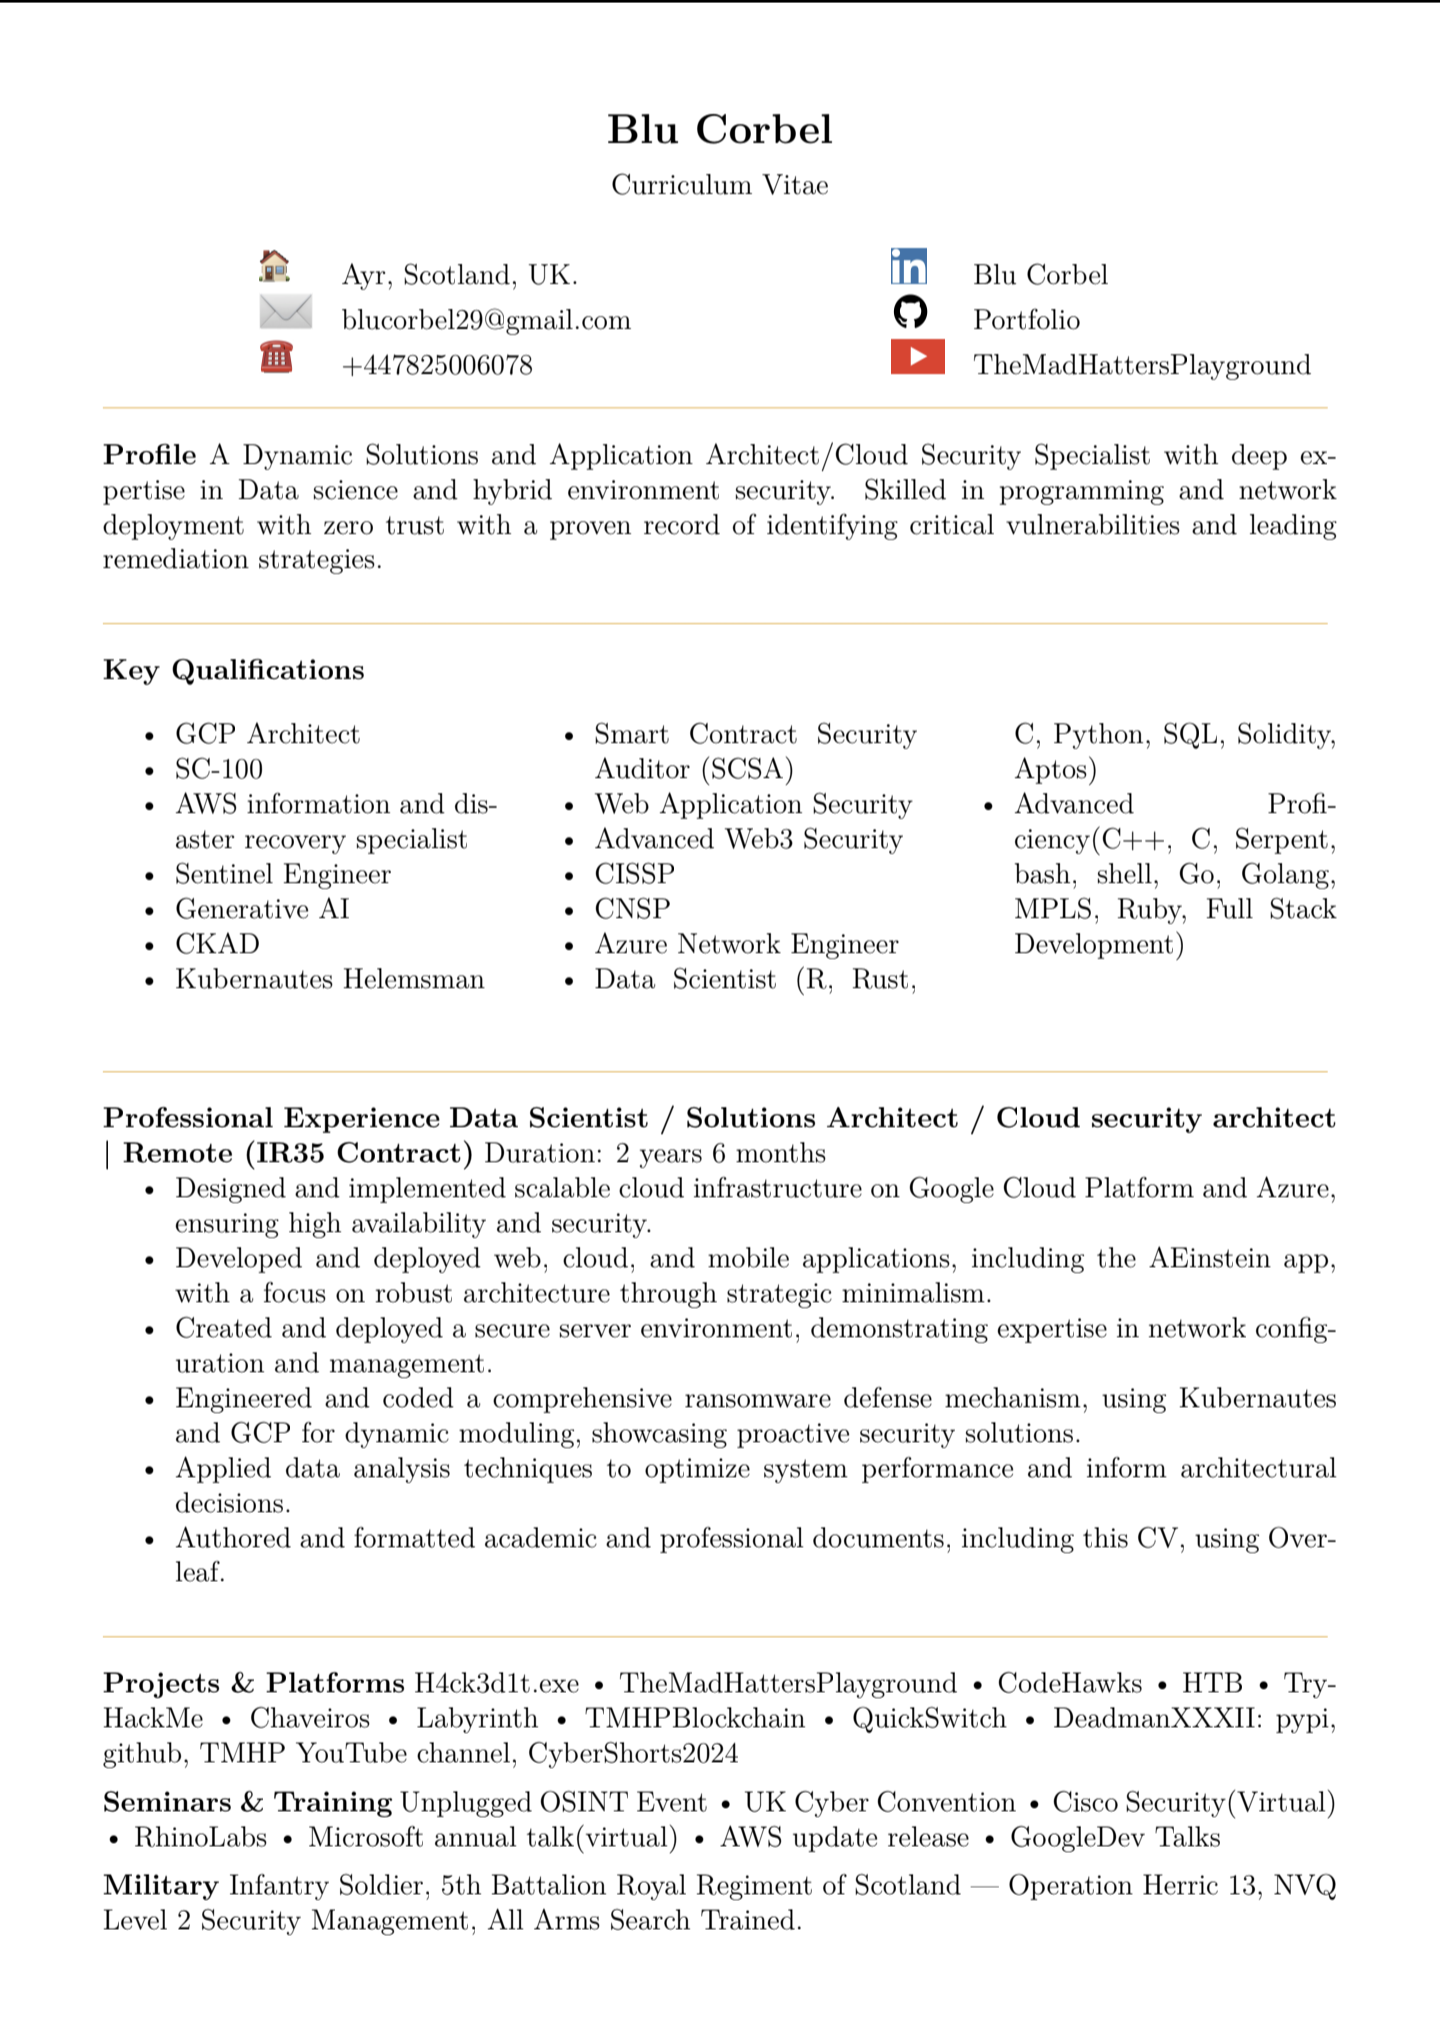 Blu Corbel
Curriculum Vitae
Ayr, Scotland, UK.
blucorbel29@gmail.com
+447825006078
in Blu Corbel
Portfolio
TheMadHattersPlayground
Profile A Dynamic Solutions and Application Architect/Cloud Security Specialist with deep ex-
pertise in Data science and hybrid environment security. Skilled in programming and network
deployment with zero trust with a proven record of identifying critical vulnerabilities and leading
remediation strategies.
Key Qualifications
• GCP Architect
• SC-100
• AWS information and dis-
aster recovery specialist
• Sentinel Engineer
• Generative AI
• CKAD
• Kubernautes Helemsman
• Smart Contract Security
Auditor (SCSA)
• Web Application Security
• Advanced Web3 Security
• CISSP
• CNSP
• Azure Network Engineer
• Data Scientist (R, Rust,
C, Python, SQL, Solidity,
Aptos)
• Advanced Profi-
ciency(C++, C, Serpent,
bash, shell, Go, Golang,
MPLS, Ruby, Full Stack
Development)
Professional Experience Data Scientist / Solutions Architect / Cloud security architect
| Remote (IR35 Contract) Duration: 2 years 6 months
• Designed and implemented scalable cloud infrastructure on Google Cloud Platform and Azure,
ensuring high availability and security.
• Developed and deployed web, cloud, and mobile applications, including the AEinstein app,
with a focus on robust architecture through strategic minimalism.
• Created and deployed a secure server environment, demonstrating expertise in network config-
uration and management.
• Engineered and coded a comprehensive ransomware defense mechanism, using Kubernautes
and GCP for dynamic moduling, showcasing proactive security solutions.
• Applied data analysis techniques to optimize system performance and inform architectural
decisions.
• Authored and formatted academic and professional documents, including this CV, using Over-
leaf.
Projects & Platforms H4ck3d1t.exe • TheMadHattersPlayground • CodeHawks • HTB • Try-
HackMe • Chaveiros • Labyrinth • TMHPBlockchain • QuickSwitch • DeadmanXXXII: pypi,
github, TMHP YouTube channel, CyberShorts2024
Seminars & Training Unplugged OSINT Event • UK Cyber Convention • Cisco Security(Virtual)
• RhinoLabs • Microsoft annual talk(virtual) • AWS update release • GoogleDev Talks
Military Infantry Soldier, 5th Battalion Royal Regiment of Scotland — Operation Herric 13, NVQ
Level 2 Security Management, All Arms Search Trained.